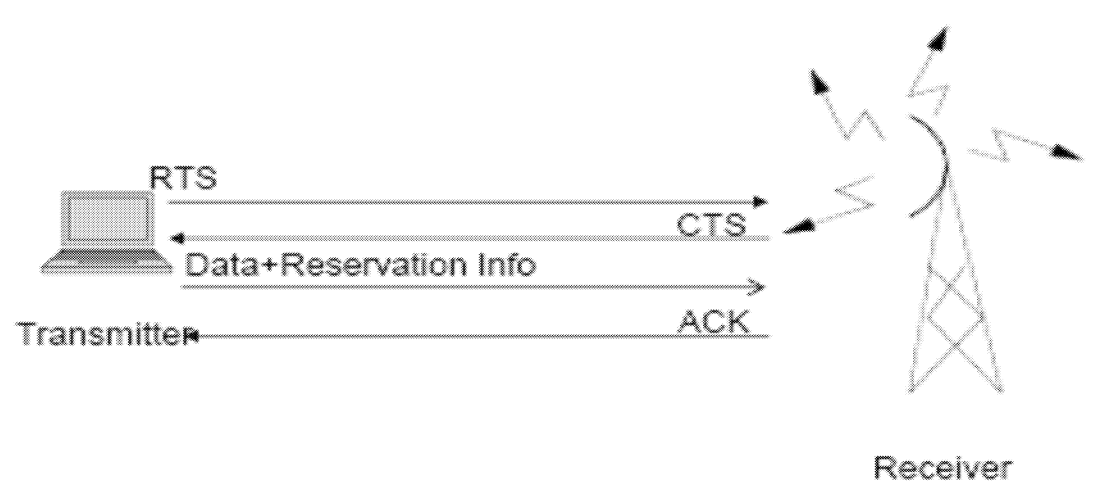 RTS
CTS
Data+Reservation Info
ACK
Transmitter
Receiver